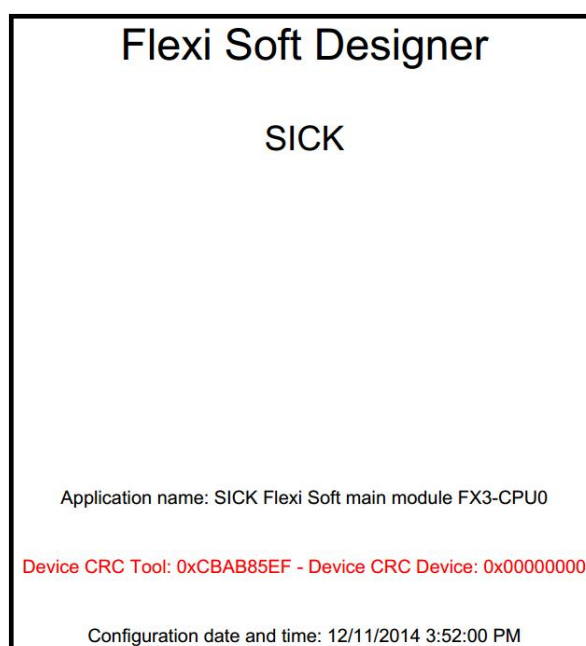 Flexi Soft Designer
SICK
Application name: SICK Flexi Soft main module FX3-CPU0
Device CRC Tool: 0xCBAB85EF - Device CRC Device: 0x00000000
Configuration date and time: 12/11/2014 3:52:00 PM